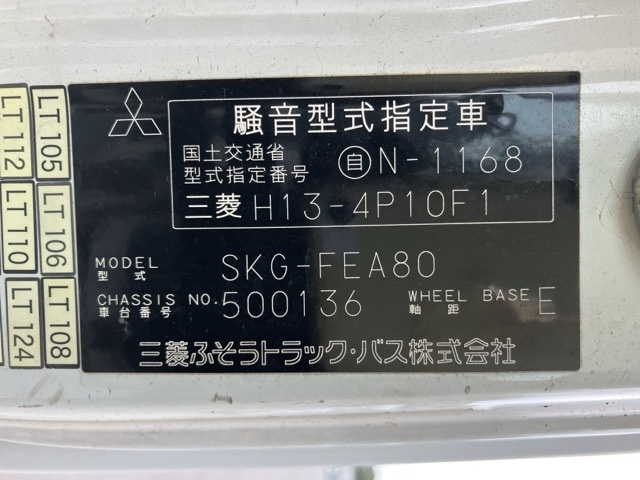 騒音型式指定車
国土交通省
型式指定番号 自N-1168
三菱 H13-4P10F1
MODEL
型式 SKG-FEA80
CHASSIS NO.
車台番号 500136 WHEEL BASE
軸距 E
三菱ふそうトラック・バス株式会社
LT 112 LT 110 LT 124
LT 105 LT 106 LT 108